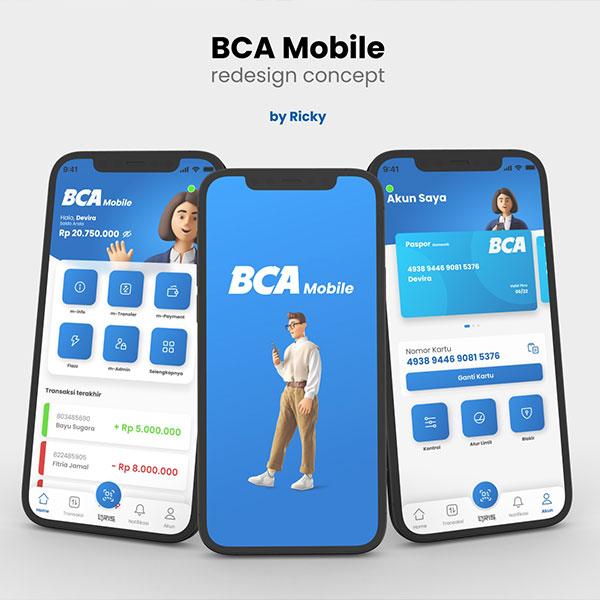 BCA Mobile
redesign concept
by Ricky
9:41
BCA Mobile
Halo, Devira
Saldo Anda
Rp 20.750.000
m-Info
m-Transfer
m-Payment
Flazz
m-Admin
Selengkapnya
Transaksi terakhir
803485690
Bayu Sugara
+ Rp 5.000.000
822485905
Fitria Jamal
- Rp 8.000.000
Home
Transaksi
QRIS
Notifikasi
Akun
BCA Mobile
9:41
Akun Saya
Paspor
BCA
4938 9446 9081 5376
Devira
Valid Thru
05/22
Nomor Kartu
4938 9446 9081 5376
Ganti Kartu
Kontrol
Atur Limit
Blokir
Home
Transaksi
QRIS
Notifikasi
Akun